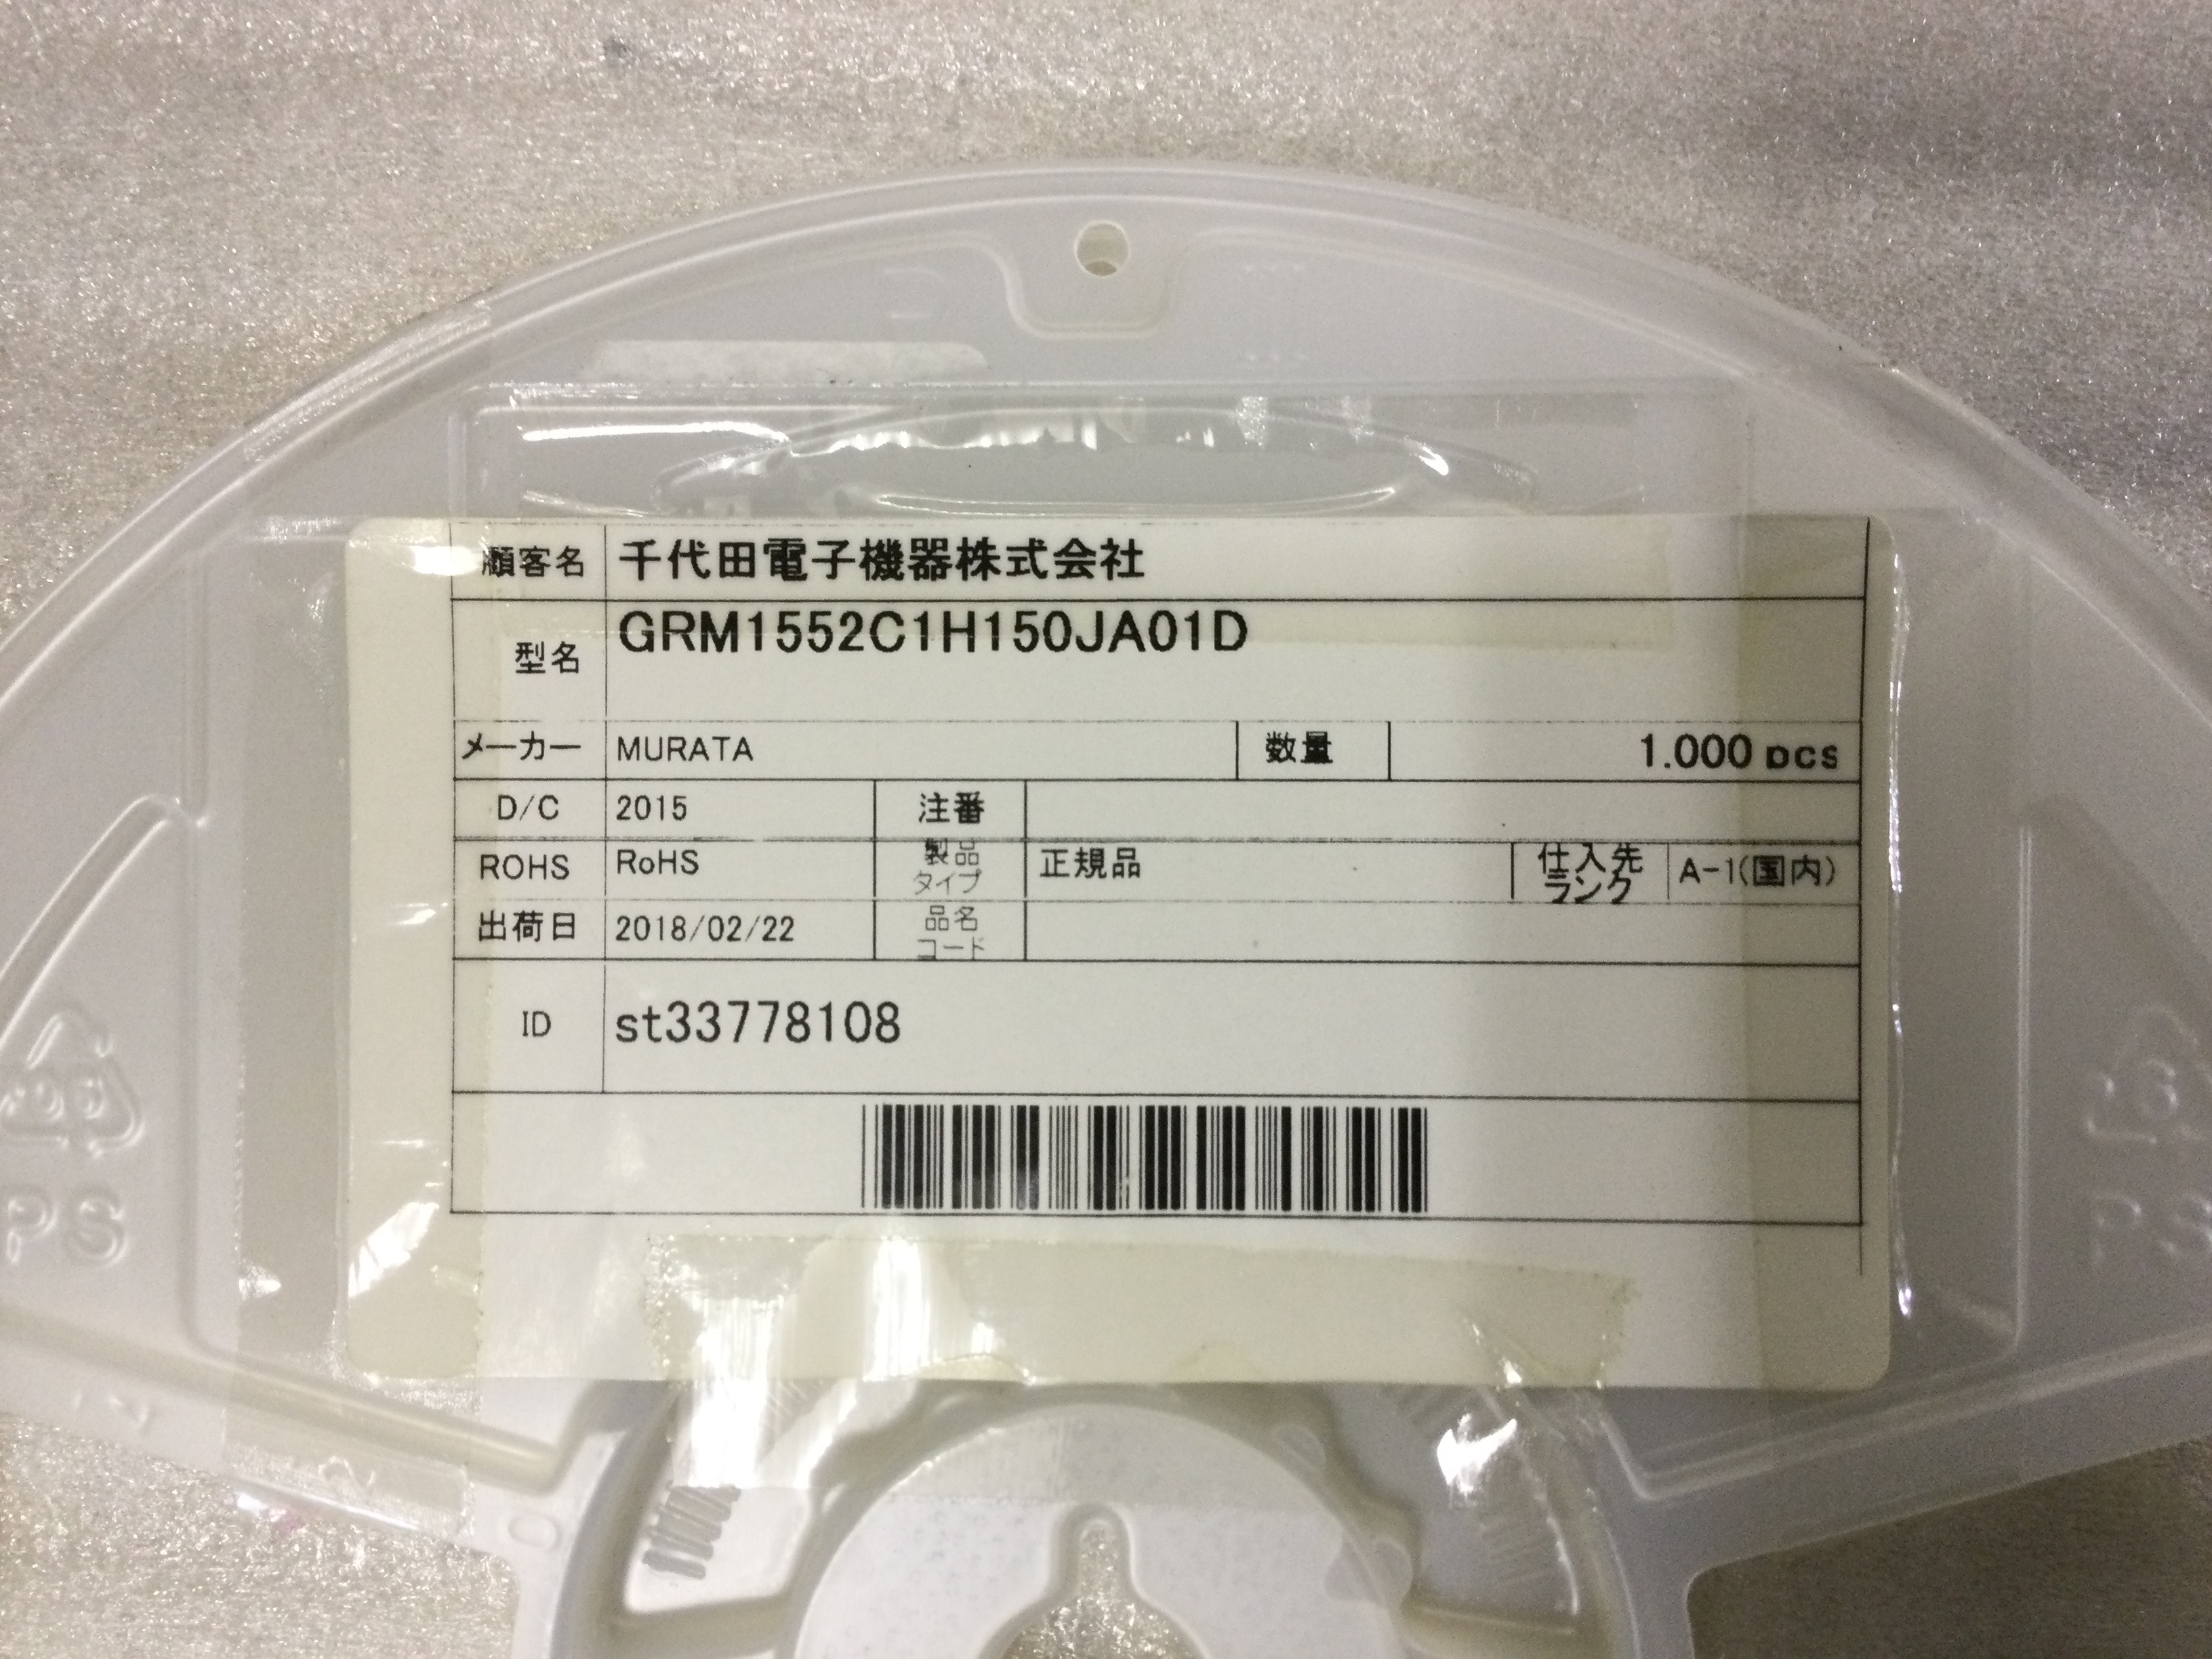 顧客名 千代田電子機器株式会社
型名 GRM1552C1H150JA01D
メーカー MURATA 数量 1.000 pcs
D/C 2015 注番
ROHS RoHS 製品タイプ 正規品 仕入先ランク A-1(国内)
出荷日 2018/02/22 品名コード
ID st33778108
PS
PS